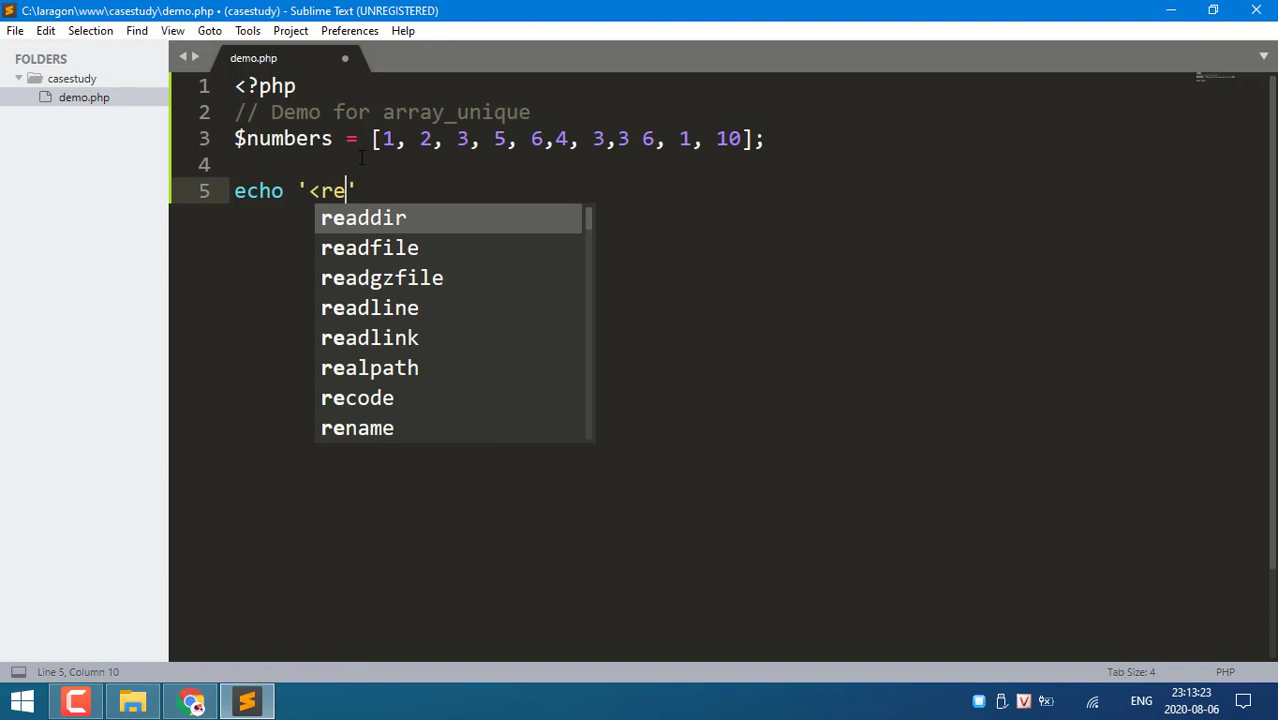 C:\laragon\www\casestudy\demo.php • (casestudy) - Sublime Text (UNREGISTERED)
File Edit Selection Find View Goto Tools Project Preferences Help
FOLDERS
casestudy
demo.php
demo.php
1 <?php
2 // Demo for array_unique
3 $numbers = [1, 2, 3, 5, 6,4, 3,3 6, 1, 10];
4
5 echo '<re'
readdir
readfile
readgzfile
readline
readlink
realpath
recode
rename
Line 5, Column 10
Tab Size: 4
PHP
ENG
23:13:23
2020-08-06